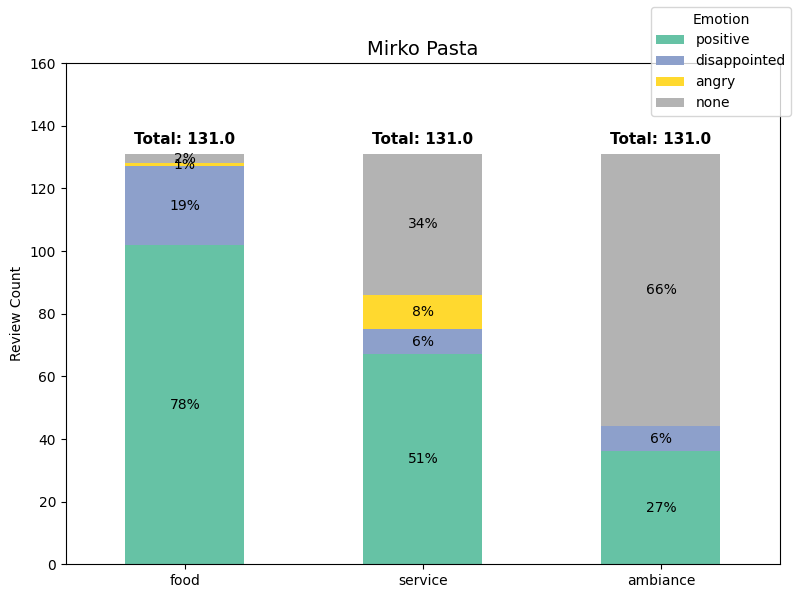 Mirko Pasta
Emotion
positive
disappointed
angry
none
Review Count
160
140
120
100
80
60
40
20
0
Total: 131.0
Total: 131.0
Total: 131.0
2%
1%
19%
78%
34%
8%
6%
51%
66%
6%
27%
food
service
ambiance